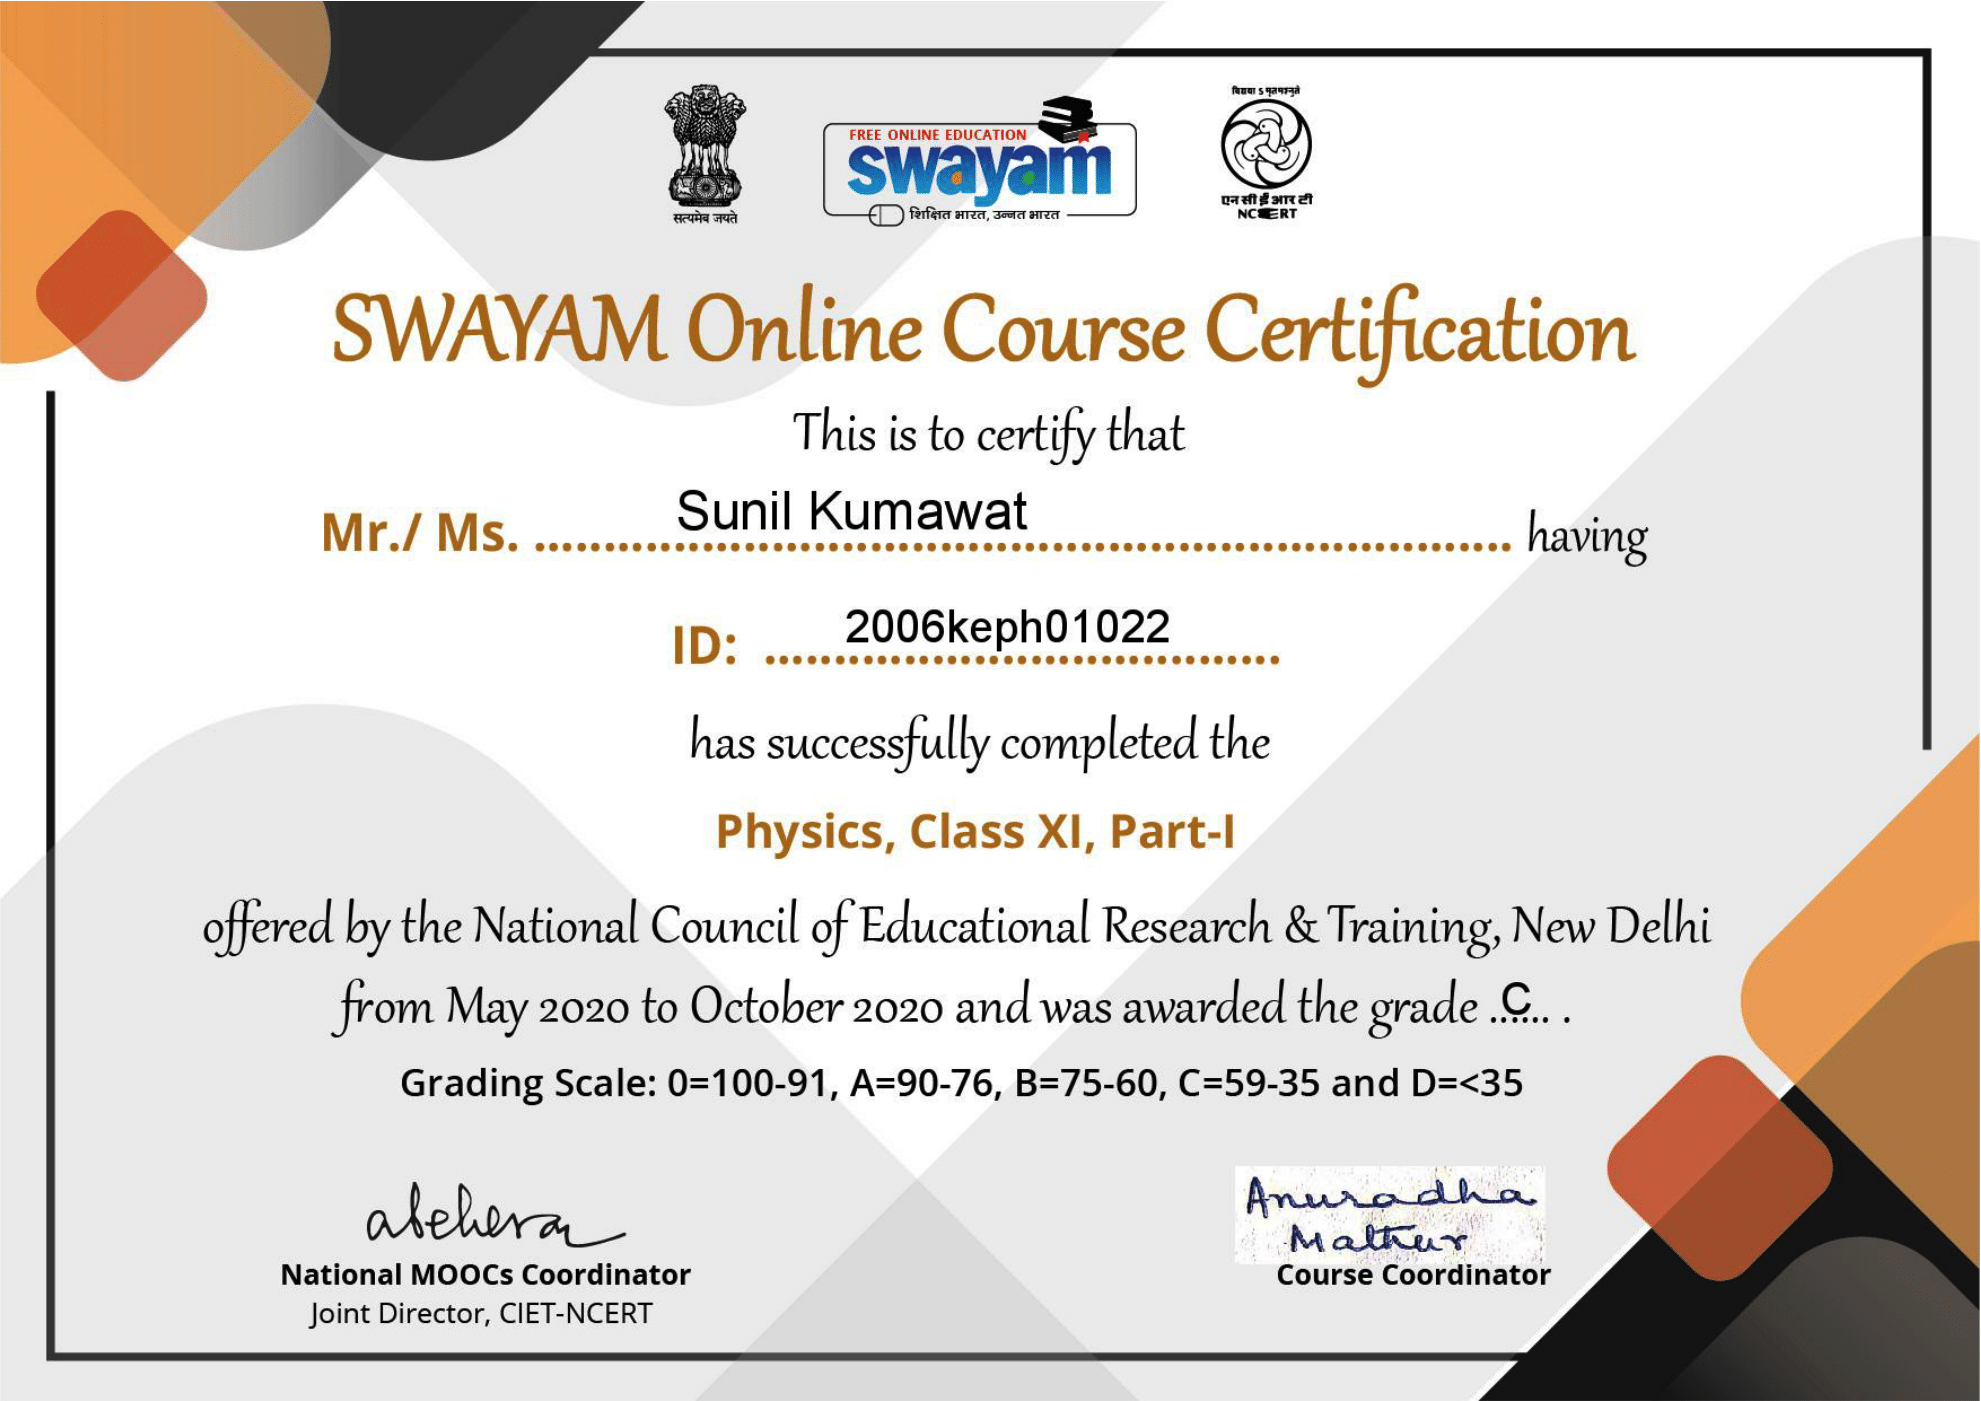 सत्यमेव जयते
FREE ONLINE EDUCATION
swayam
शिक्षित भारत, उन्नत भारत
एन सी ई आर टी
NCERT
SWAYAM Online Course Certification
This is to certify that
Mr./ Ms. Sunil Kumawat having
ID: 2006keph01022
has successfully completed the
Physics, Class XI, Part-I
offered by the National Council of Educational Research & Training, New Delhi
from May 2020 to October 2020 and was awarded the grade ..C... .
Grading Scale: 0=100-91, A=90-76, B=75-60, C=59-35 and D=<35
Anuradha
Mathur
National MOOCs Coordinator
Course Coordinator
Joint Director, CIET-NCERT